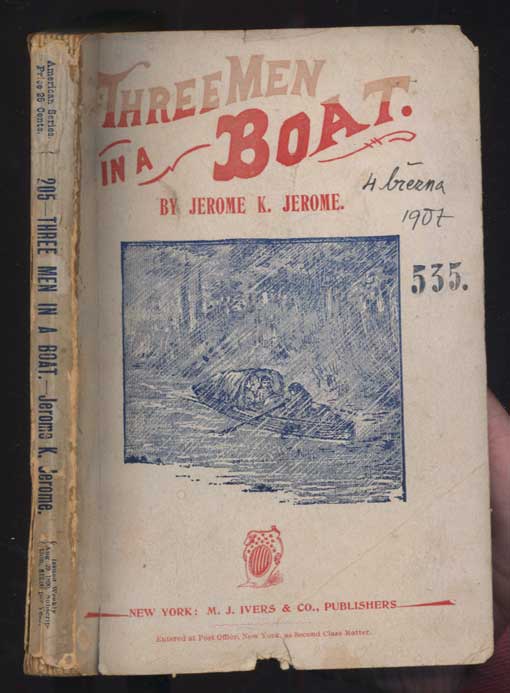 American Series.
Price 25 Cents.
205—THREE MEN IN A BOAT.—Jerome K. Jerome.
Issued Weekly
THREE MEN
IN A BOAT.
BY JEROME K. JEROME.
4 března
1907
535.
NEW YORK: M. J. IVERS & CO., PUBLISHERS
Entered at Post Office, New York, as Second Class Matter.